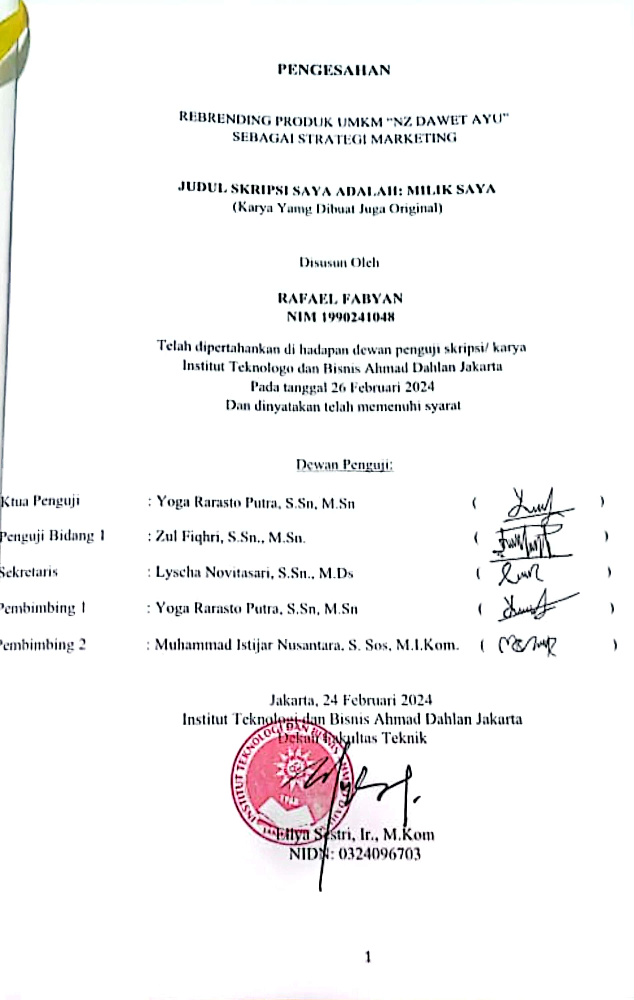 PENGESAHAN
REBRENDING PRODUK UMKM "NZ DAWET AYU"
SEBAGAI STRATEGI MARKETING
JUDUL SKRIPSI SAYA ADALAH: MILIK SAYA
(Karya Yamg Dibuat Juga Original)
Disusun Oleh
RAFAEL FABYAN
NIM 1990241048
Telah dipertahankan di hadapan dewan penguji skripsi/ karya
Institut Teknologo dan Bisnis Ahmad Dahlan Jakarta
Pada tanggal 26 Februari 2024
Dan dinyatakan telah memenuhi syarat
Dewan Penguji:
Ktua Penguji : Yoga Rarasto Putra, S.Sn, M.Sn ( )
Penguji Bidang 1 : Zul Fiqhri, S.Sn., M.Sn. ( )
Sekretaris : Lyscha Novitasari, S.Sn., M.Ds ( )
Pembimbing 1 : Yoga Rarasto Putra, S.Sn, M.Sn ( )
Pembimbing 2 : Muhammad Istijar Nusantara. S. Sos, M.I.Kom. ( )
Jakarta, 24 Februari 2024
Institut Teknologi dan Bisnis Ahmad Dahlan Jakarta
Dekan Fakultas Teknik
INSTITUT TEKNOLOGI DAN BISNIS AHMAD DAHLAN
Ellya Sestri, Ir., M.Kom
NIDN: 0324096703
1